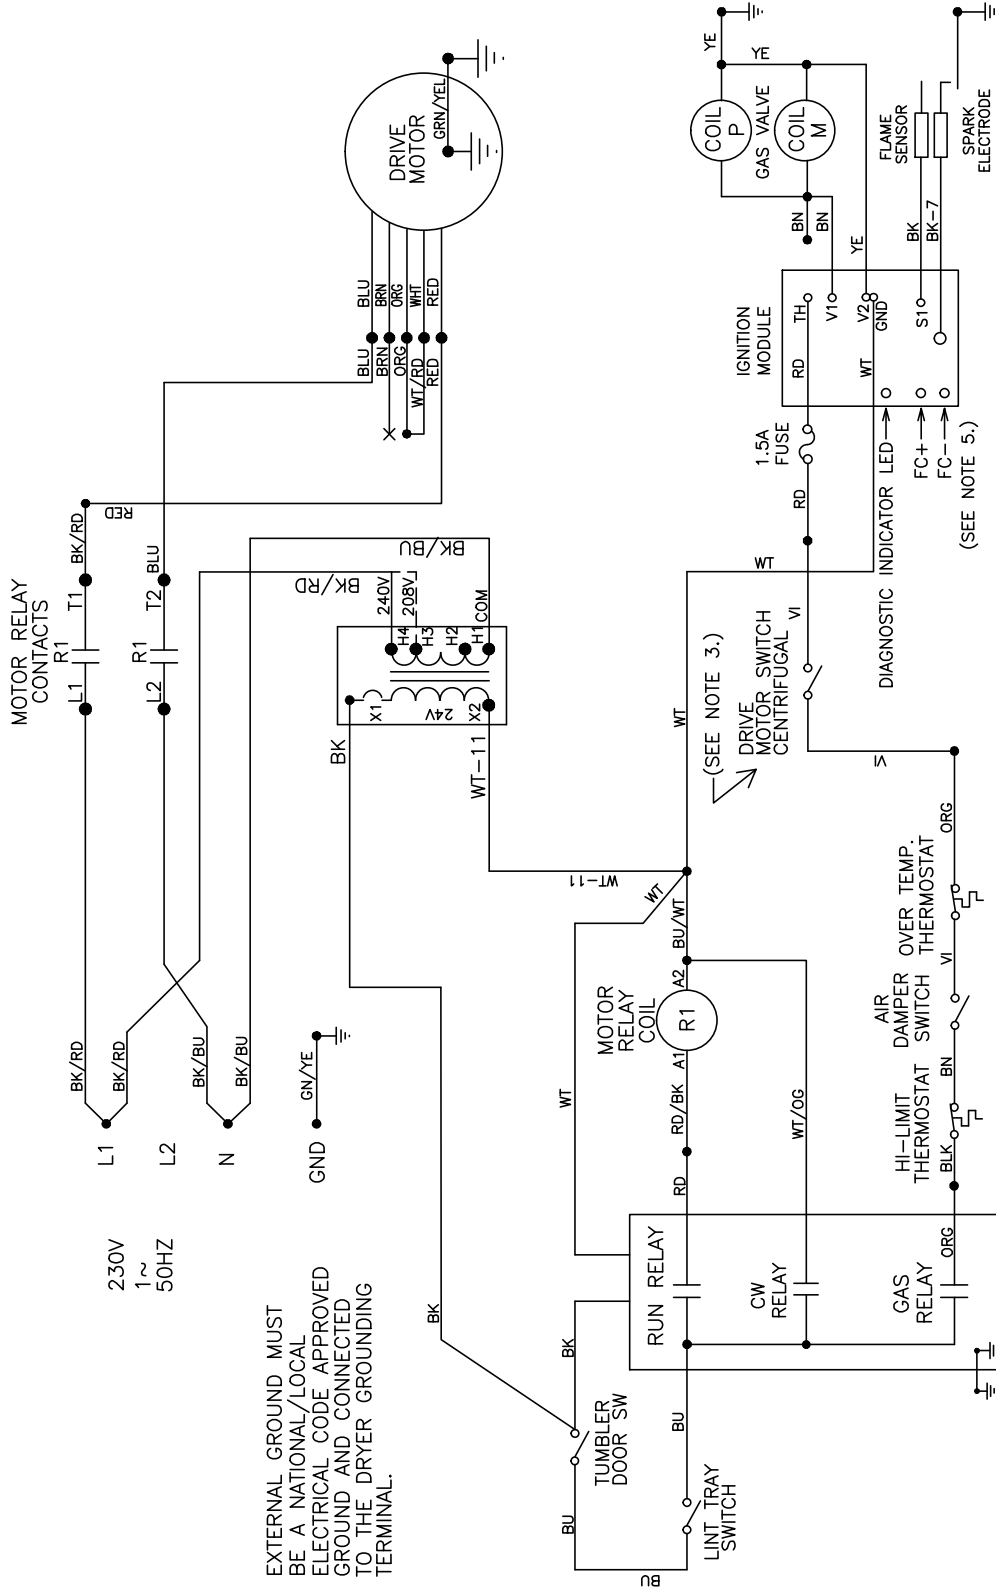 EXTERNAL GROUND MUST
BE A NATIONAL/LOCAL
ELECTRICAL CODE APPROVED
GROUND AND CONNECTED
TO THE DRYER GROUNDING
TERMINAL.
230V
1~
50HZ
L1
L2
N
GND
BK/RD
BK/RD
BK/BU
BK/BU
GN/YE
MOTOR RELAY
CONTACTS
L1
R1
T1
BK/RD
L2
R1
T2
BLU
RED
BLU
BRN
ORG
WT/RD
RED
BLU
BRN
ORG
WHT
RED
DRIVE
MOTOR
GRN/YEL
BK/RD
BK/BU
240V
208V
COM
H4
H3
H2
H1
X1
24V
X2
BK
WT-11
WT-11
BK
TUMBLER
DOOR SW
BK
BU
BU
LINT TRAY
SWITCH
BU
RUN RELAY
CW
RELAY
GAS
RELAY
RD
RD/BK
A1
R1
A2
MOTOR
RELAY
COIL
BU/WT
WT
WT
WT/OG
WT
WT
ORG
BLK
HI-LIMIT
THERMOSTAT
BN
AIR
DAMPER
SWITCH
VI
OVER TEMP.
THERMOSTAT
ORG
VI
(SEE NOTE 3.)
DRIVE
MOTOR SWITCH
CENTRIFUGAL
VI
RD
1.5A
FUSE
RD
WT
IGNITION
MODULE
TH
V1
V2
GND
S1
DIAGNOSTIC INDICATOR LED
FC+
FC-
(SEE NOTE 5.)
BN
BN
YE
BK
BK-7
COIL
P
GAS VALVE
COIL
M
YE
YE
FLAME
SENSOR
SPARK
ELECTRODE